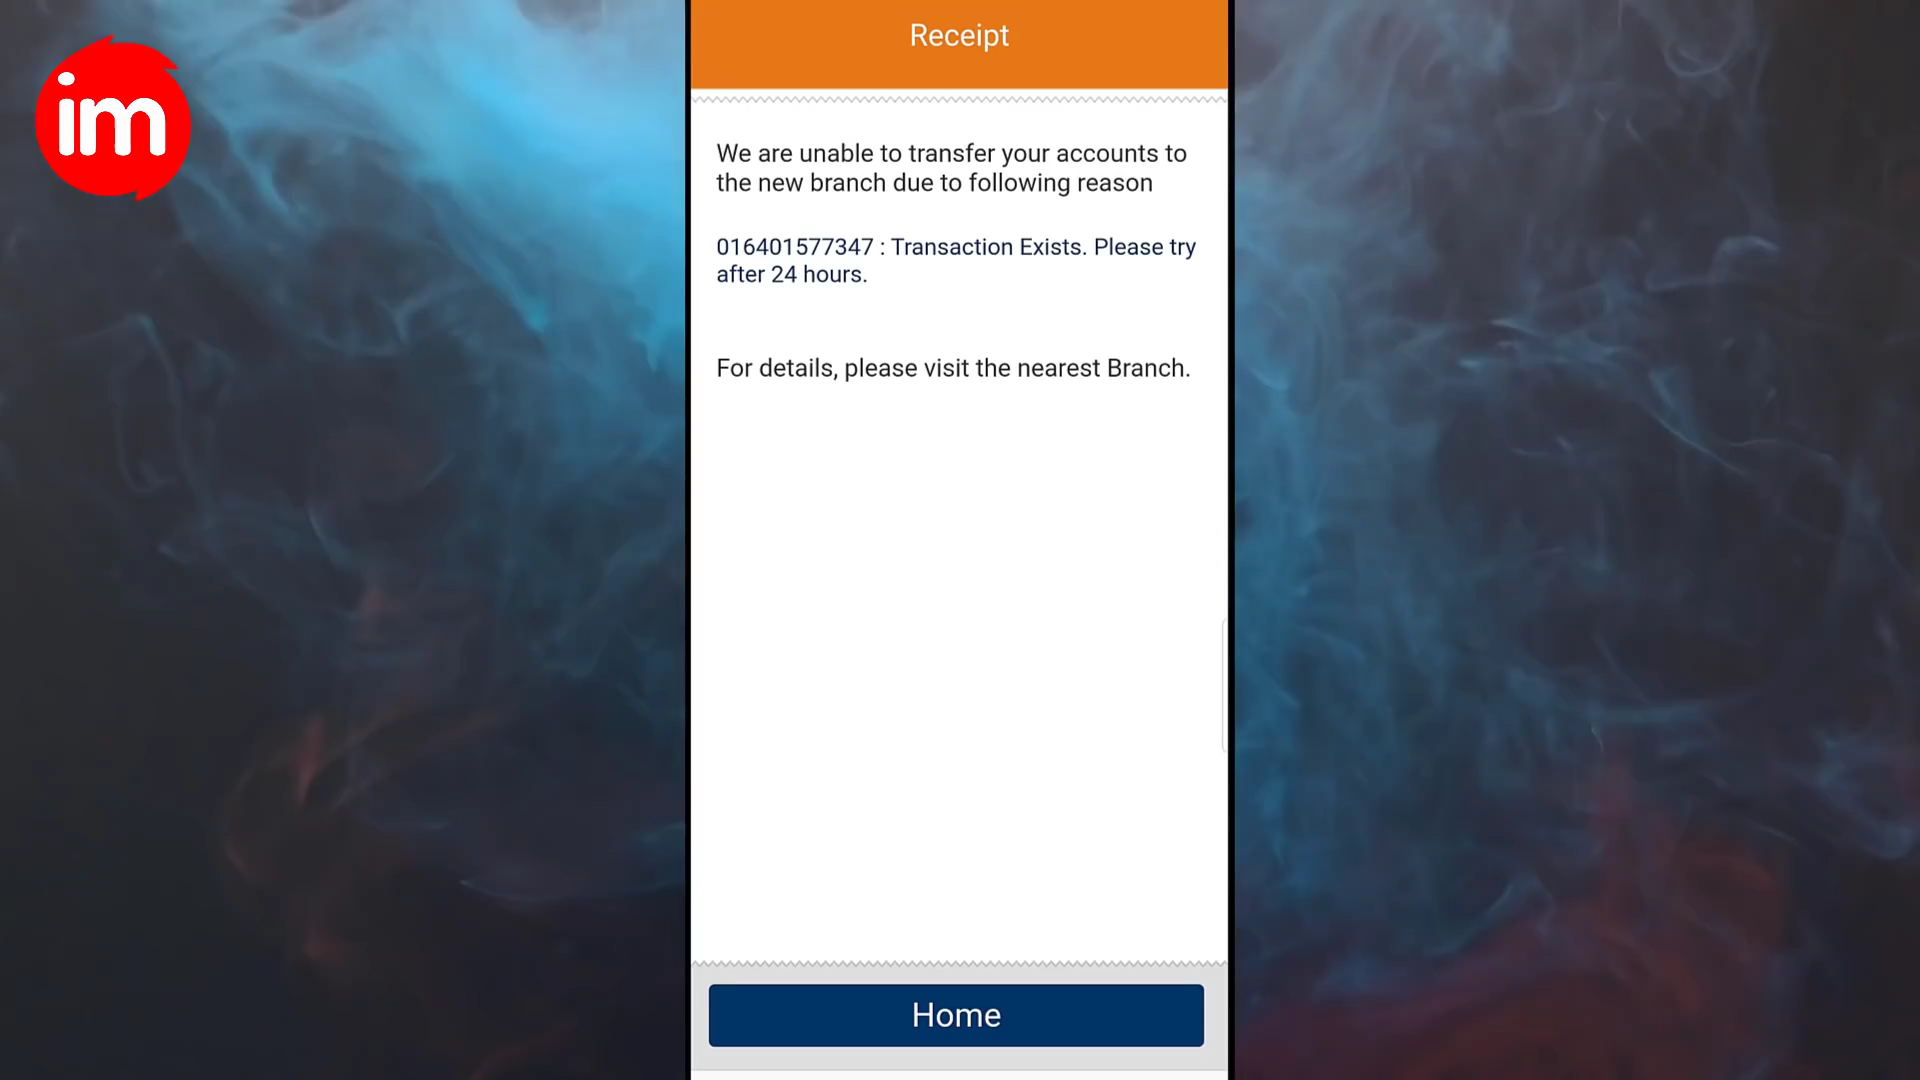 im
Receipt
We are unable to transfer your accounts to
the new branch due to following reason
016401577347 : Transaction Exists. Please try
after 24 hours.
For details, please visit the nearest Branch.
Home